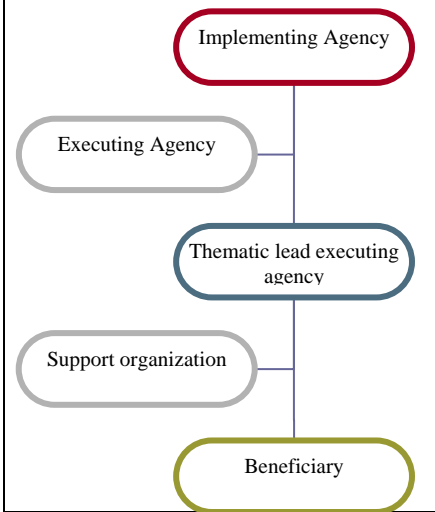 Implementing Agency
Executing Agency
Thematic lead executing
agency
Support organization
Beneficiary